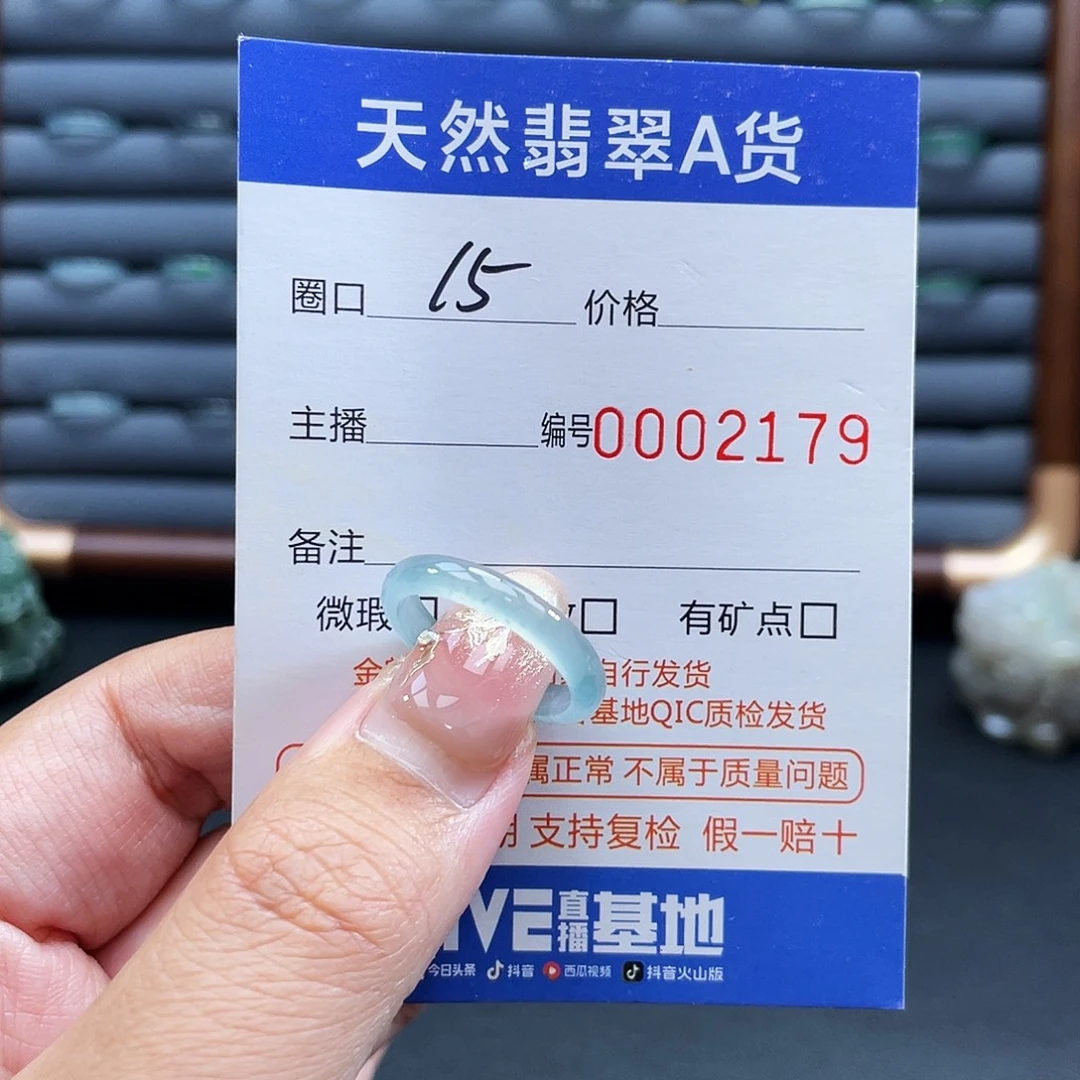 天然翡翠A货
圈口 15 价格
主播 编号0002179
备注
微瑕 □ 有矿点□
自行发货
基地QIC质检发货
属正常 不属于质量问题
支持复检 假一赔十
VE直播基地
今日头条 抖音 西瓜视频 抖音火山版